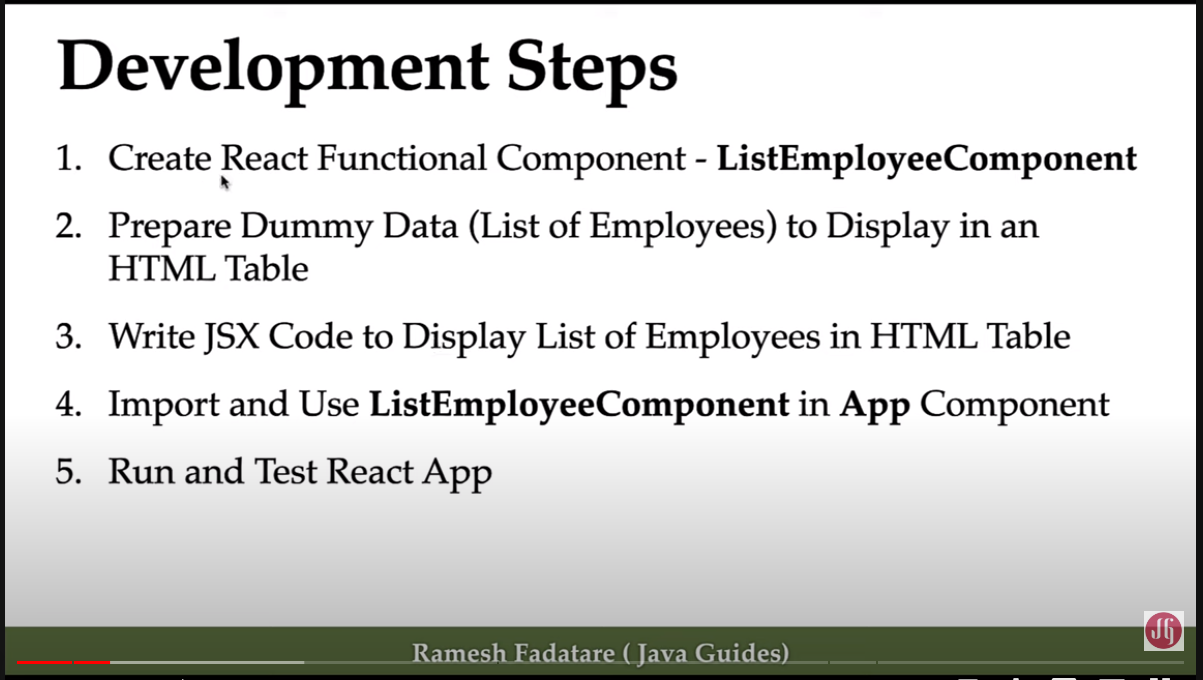 Development Steps
1. Create React Functional Component - ListEmployeeComponent
2. Prepare Dummy Data (List of Employees) to Display in an
HTML Table
3. Write JSX Code to Display List of Employees in HTML Table
4. Import and Use ListEmployeeComponent in App Component
5. Run and Test React App
Ramesh Fadatare ( Java Guides)
JG